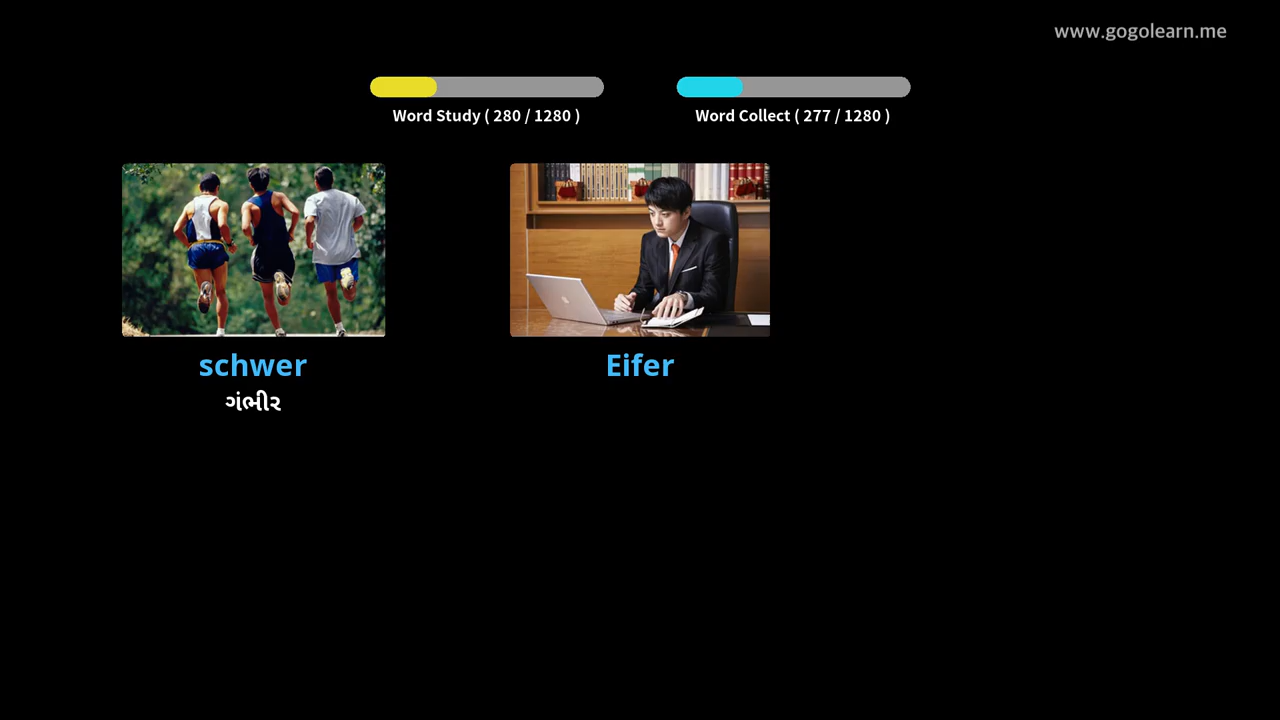 www.gogolearn.me
Word Study ( 280 / 1280 )
Word Collect ( 277 / 1280 )
schwer
Eifer
ગંભીર